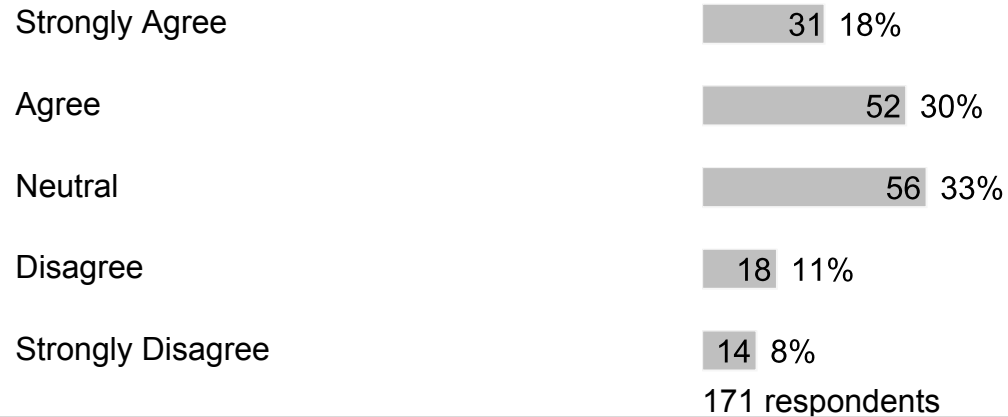 Strongly Agree 31 18%
Agree 52 30%
Neutral 56 33%
Disagree 18 11%
Strongly Disagree 14 8%
171 respondents